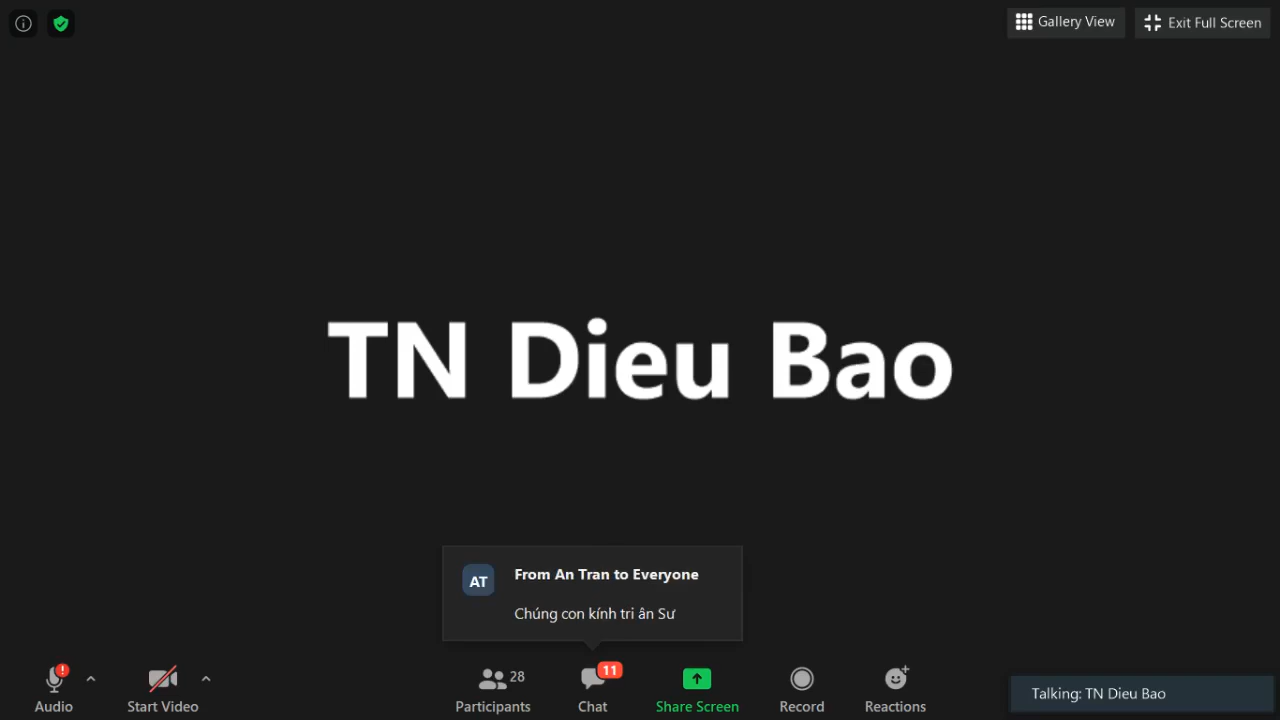 Gallery View
Exit Full Screen
TN Dieu Bao
AT
From An Tran to Everyone
Chúng con kính tri ân Sư
28
11
Audio
Start Video
Participants
Chat
Share Screen
Record
Reactions
Talking: TN Dieu Bao